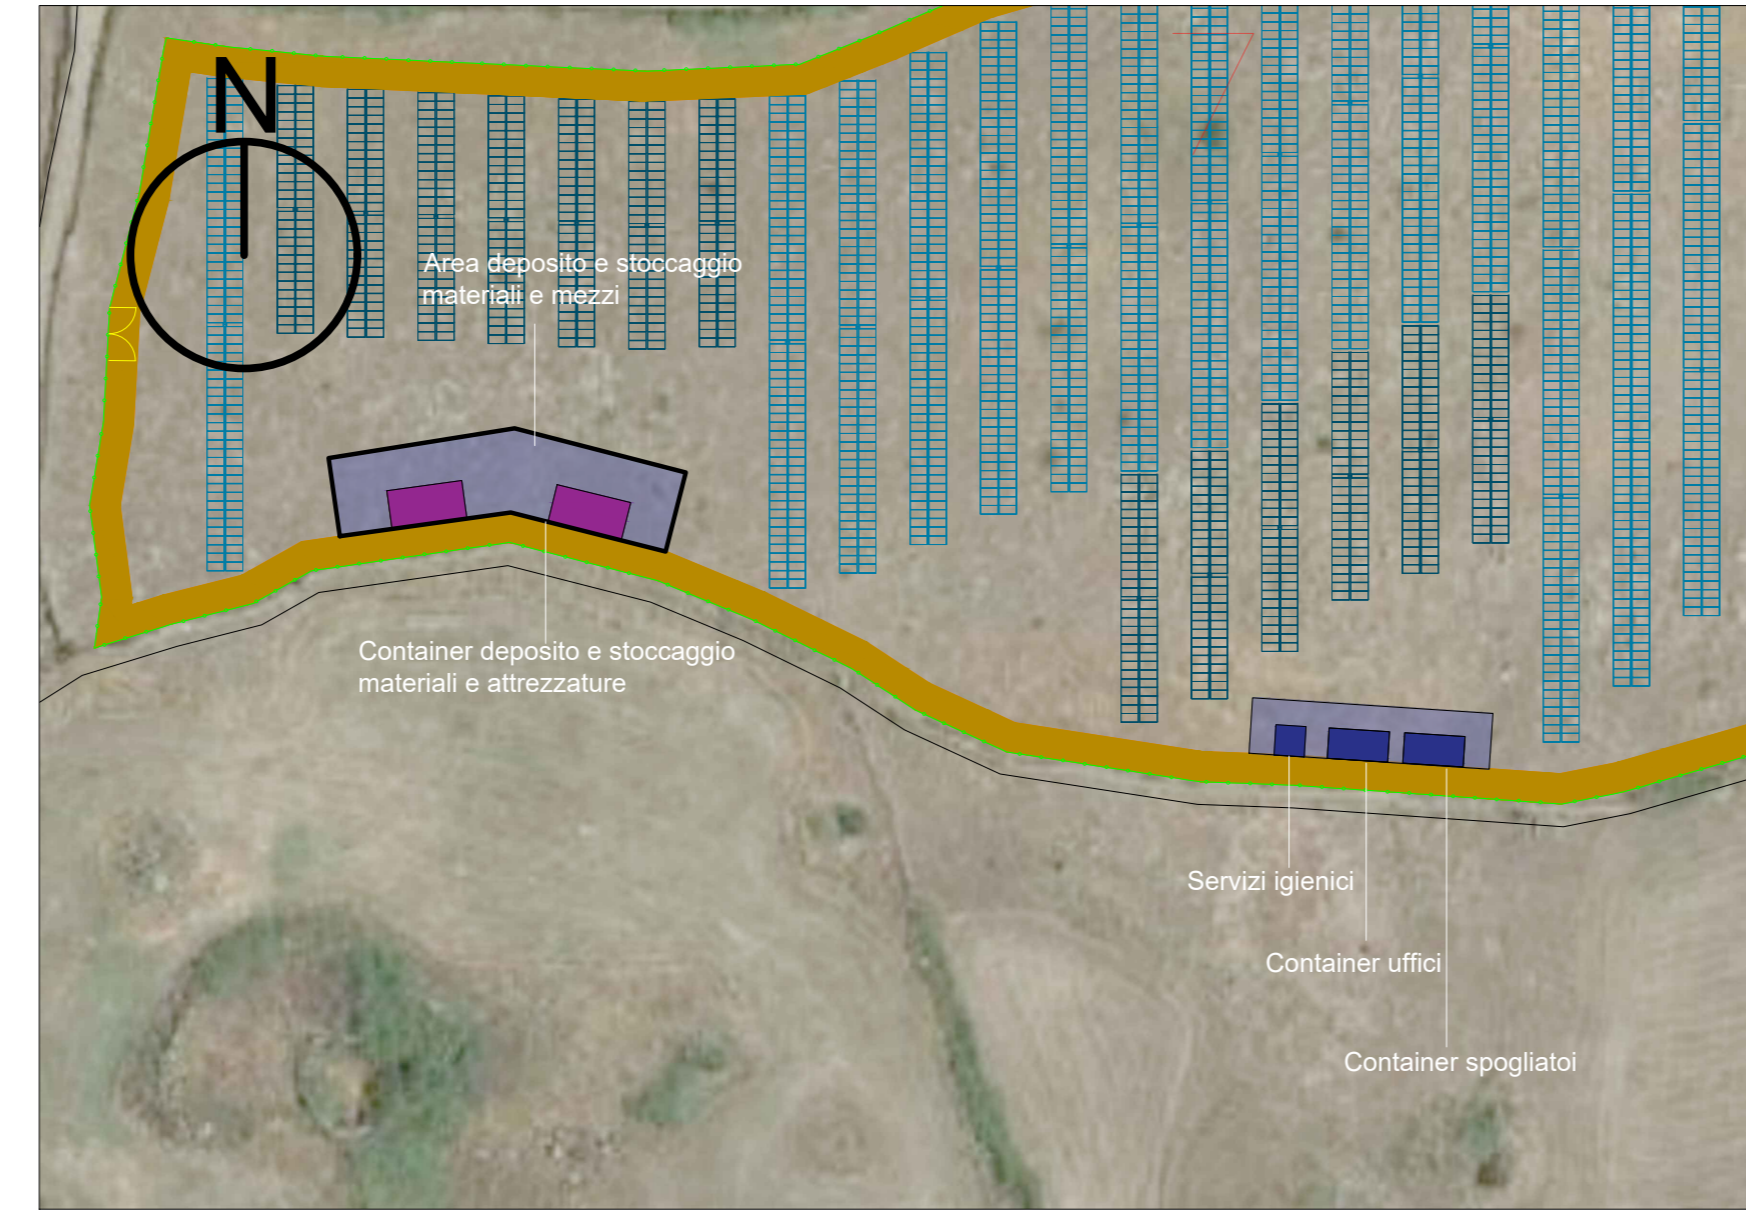 N
Area deposito e stoccaggio
materiali e mezzi
Container deposito e stoccaggio
materiali e attrezzature
Servizi igienici
Container uffici
Container spogliatoi